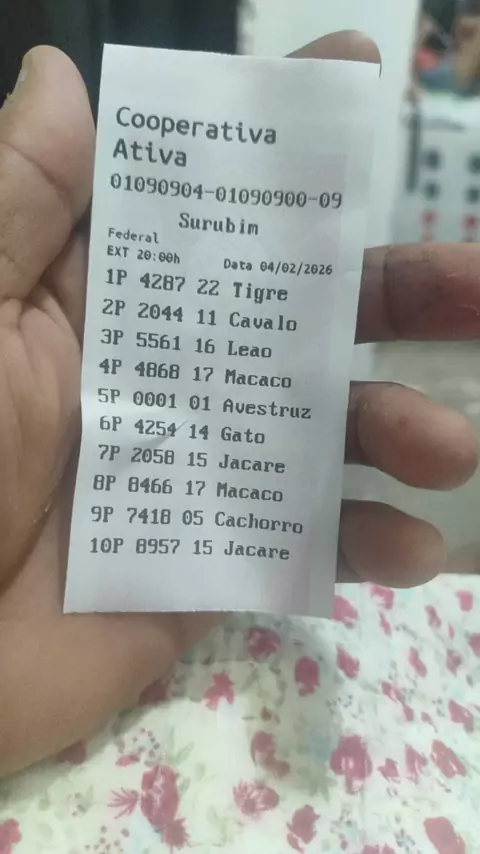 Cooperativa
Ativa
01090904-01090900-09
Surubim
Federal
EXT 20:00h Data 04/02/2026
1P 4287 22 Tigre
2P 2044 11 Cavalo
3P 5561 16 Leao
4P 4868 17 Macaco
5P 0001 01 Avestruz
6P 4254 14 Gato
7P 2058 15 Jacare
8P 8466 17 Macaco
9P 7418 05 Cachorro
10P 8957 15 Jacare